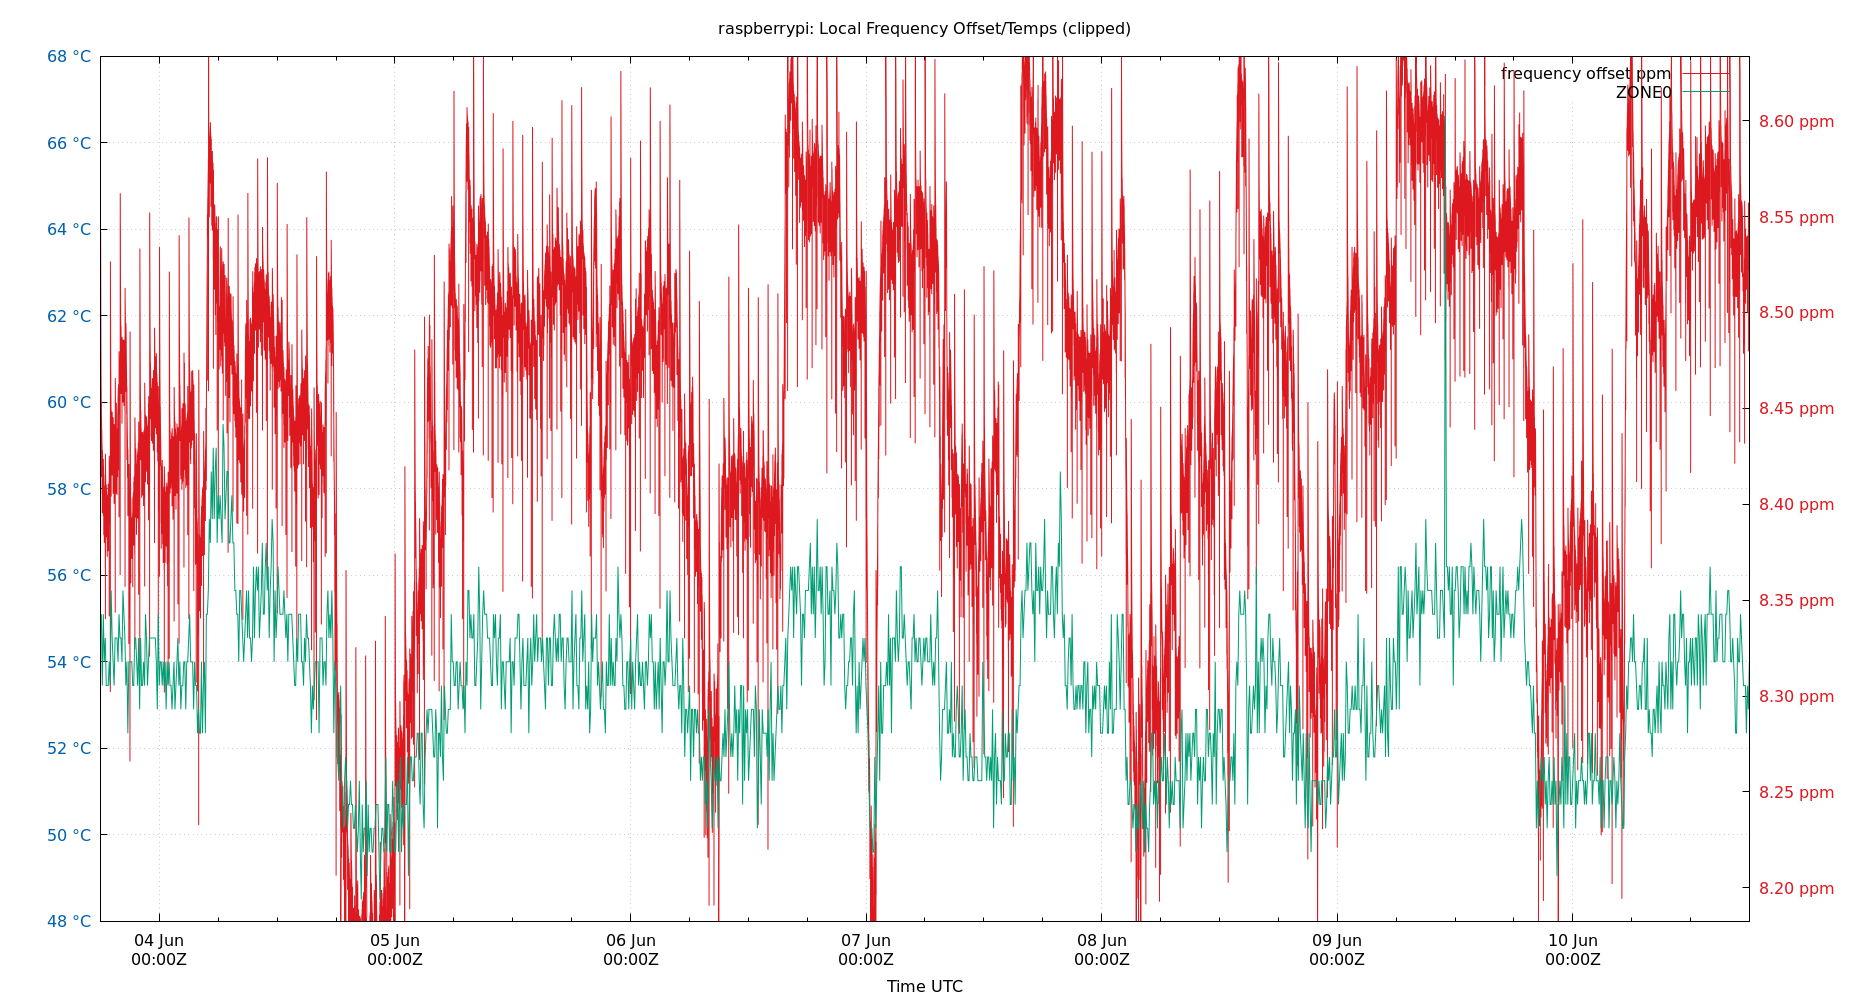 raspberrypi: Local Frequency Offset/Temps (clipped)
68 °C
66 °C
64 °C
62 °C
60 °C
58 °C
56 °C
54 °C
52 °C
50 °C
48 °C
frequency offset ppm
ZONE0
8.60 ppm
8.55 ppm
8.50 ppm
8.45 ppm
8.40 ppm
8.35 ppm
8.30 ppm
8.25 ppm
8.20 ppm
04 Jun 05 Jun 06 Jun 07 Jun 08 Jun 09 Jun 10 Jun
00:00Z 00:00Z 00:00Z 00:00Z 00:00Z 00:00Z 00:00Z
Time UTC